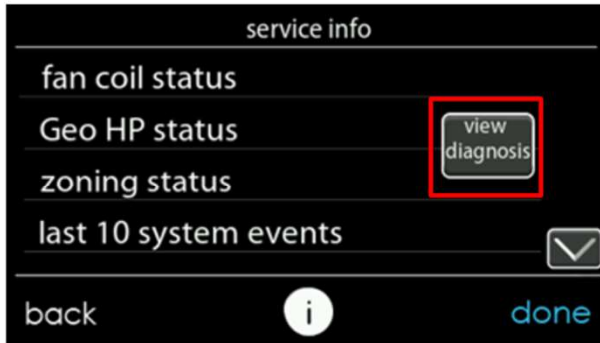 service info
fan coil status
Geo HP status
view
diagnosis
zoning status
last 10 system events
back
i
done